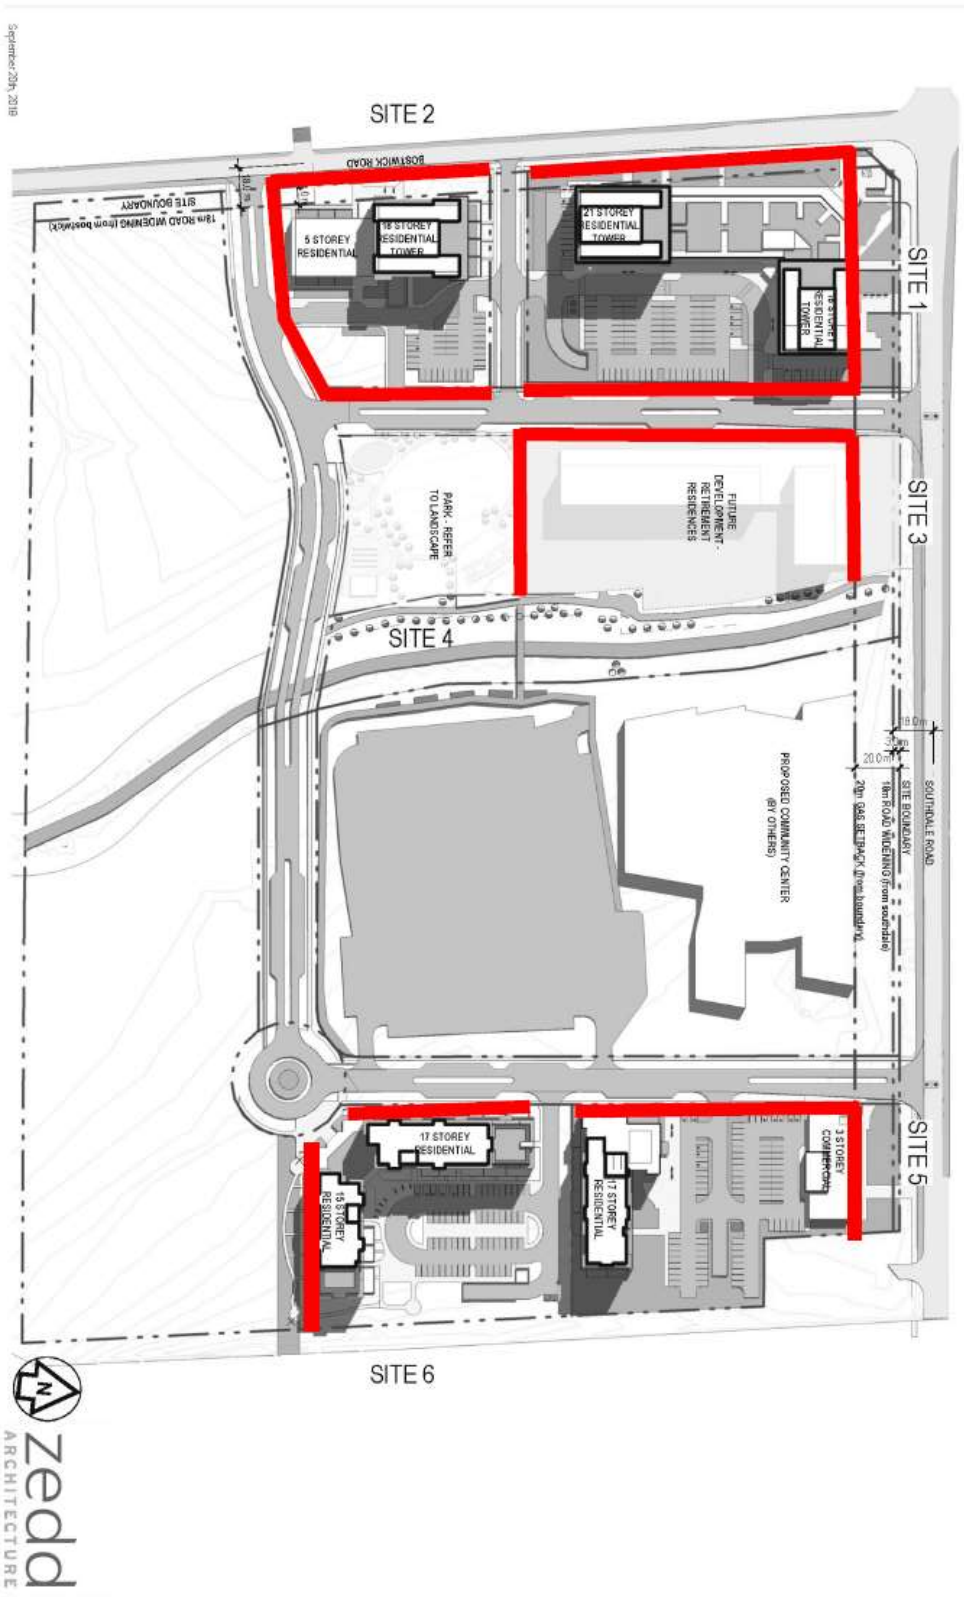 September 20th, 2018
SITE 2
BOSTWICK ROAD
SITE BOUNDARY
18m ROAD WIDENING (from bostwick)
18.0 m
5 STOREY
RESIDENTIAL
18 STOREY
RESIDENTIAL
TOWER
21 STOREY
RESIDENTIAL
TOWER
RESIDENTIAL
TOWER
SITE 1
SITE 3
FUTURE
DEVELOPMENT -
RETIREMENT
RESIDENCES
PARK - REFER
TO LANDSCAPE
SITE 4
18.0m
20.0m
SOUTHDALE ROAD
SITE BOUNDARY
18m ROAD WIDENING (from southdale)
20m GAS SETBACK (from boundary)
PROPOSED COMMUNITY CENTER
(BY OTHERS)
SITE 5
3 STOREY
COMMERCIAL
17 STOREY
RESIDENTIAL
17 STOREY
RESIDENTIAL
15 STOREY
RESIDENTIAL
SITE 6
N
zedd
ARCHITECTURE